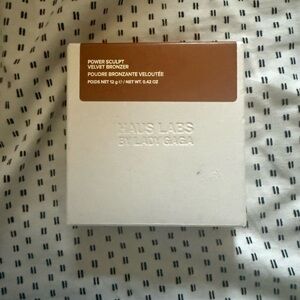 POWER SCULPT
VELVET BRONZER
POUDRE BRONZANTE VELOUTÉE
POIDS NET 12 g / NET WT. 0.42 OZ
HAUS LABS
BY LADY GAGA